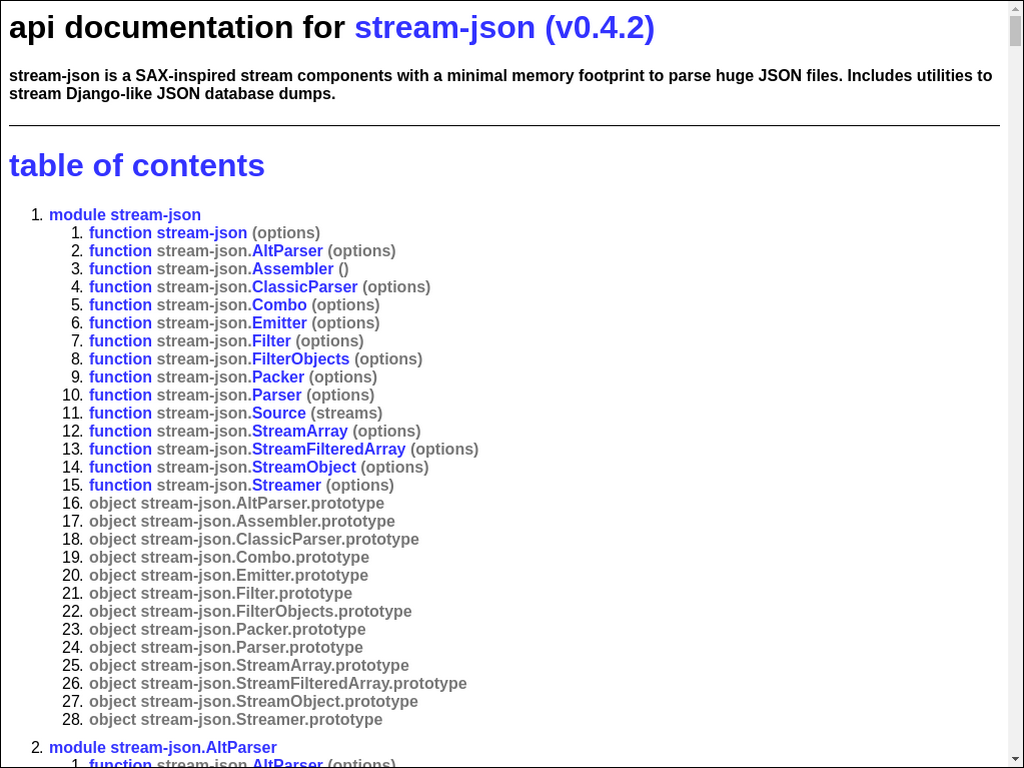 api documentation for stream-json (v0.4.2)
stream-json is a SAX-inspired stream components with a minimal memory footprint to parse huge JSON files. Includes utilities to
stream Django-like JSON database dumps.
table of contents
1. module stream-json
1. function stream-json (options)
2. function stream-json.AltParser (options)
3. function stream-json.Assembler ()
4. function stream-json.ClassicParser (options)
5. function stream-json.Combo (options)
6. function stream-json.Emitter (options)
7. function stream-json.Filter (options)
8. function stream-json.FilterObjects (options)
9. function stream-json.Packer (options)
10. function stream-json.Parser (options)
11. function stream-json.Source (streams)
12. function stream-json.StreamArray (options)
13. function stream-json.StreamFilteredArray (options)
14. function stream-json.StreamObject (options)
15. function stream-json.Streamer (options)
16. object stream-json.AltParser.prototype
17. object stream-json.Assembler.prototype
18. object stream-json.ClassicParser.prototype
19. object stream-json.Combo.prototype
20. object stream-json.Emitter.prototype
21. object stream-json.Filter.prototype
22. object stream-json.FilterObjects.prototype
23. object stream-json.Packer.prototype
24. object stream-json.Parser.prototype
25. object stream-json.StreamArray.prototype
26. object stream-json.StreamFilteredArray.prototype
27. object stream-json.StreamObject.prototype
28. object stream-json.Streamer.prototype
2. module stream-json.AltParser
1. function stream-json.AltParser (options)